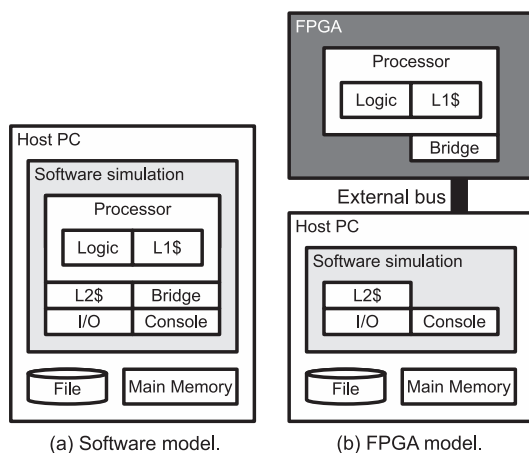 Host PC
Software simulation
Processor
Logic L1$
L2$ Bridge
I/O Console
File Main Memory
(a) Software model.
FPGA
Processor
Logic L1$
Bridge
External bus
Host PC
Software simulation
L2$
I/O Console
File Main Memory
(b) FPGA model.